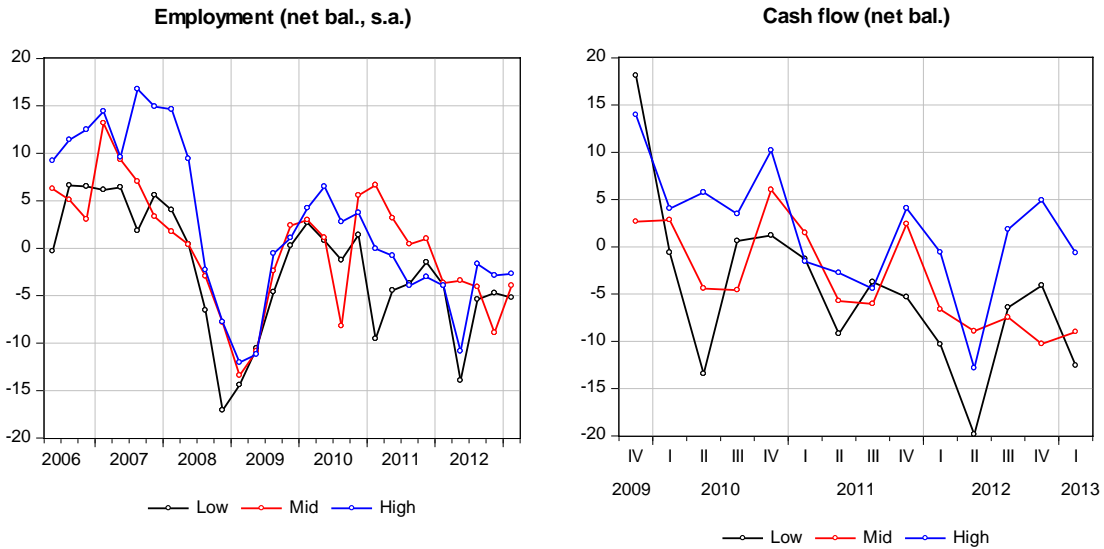 Employment (net bal., s.a.)
20
15
10
5
0
-5
-10
-15
-20
2006 2007 2008 2009 2010 2011 2012
Low Mid High
Cash flow (net bal.)
20
15
10
5
0
-5
-10
-15
-20
IV I II III IV I II III IV I II III IV I
2009 2010 2011 2012 2013
Low Mid High